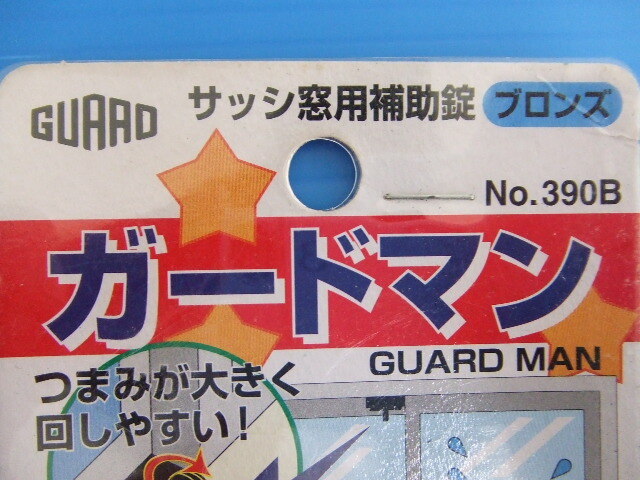 GUARD
サッシ窓用補助錠 ブロンズ
No.390B
ガードマン
GUARD MAN
つまみが大きく
回しやすい!